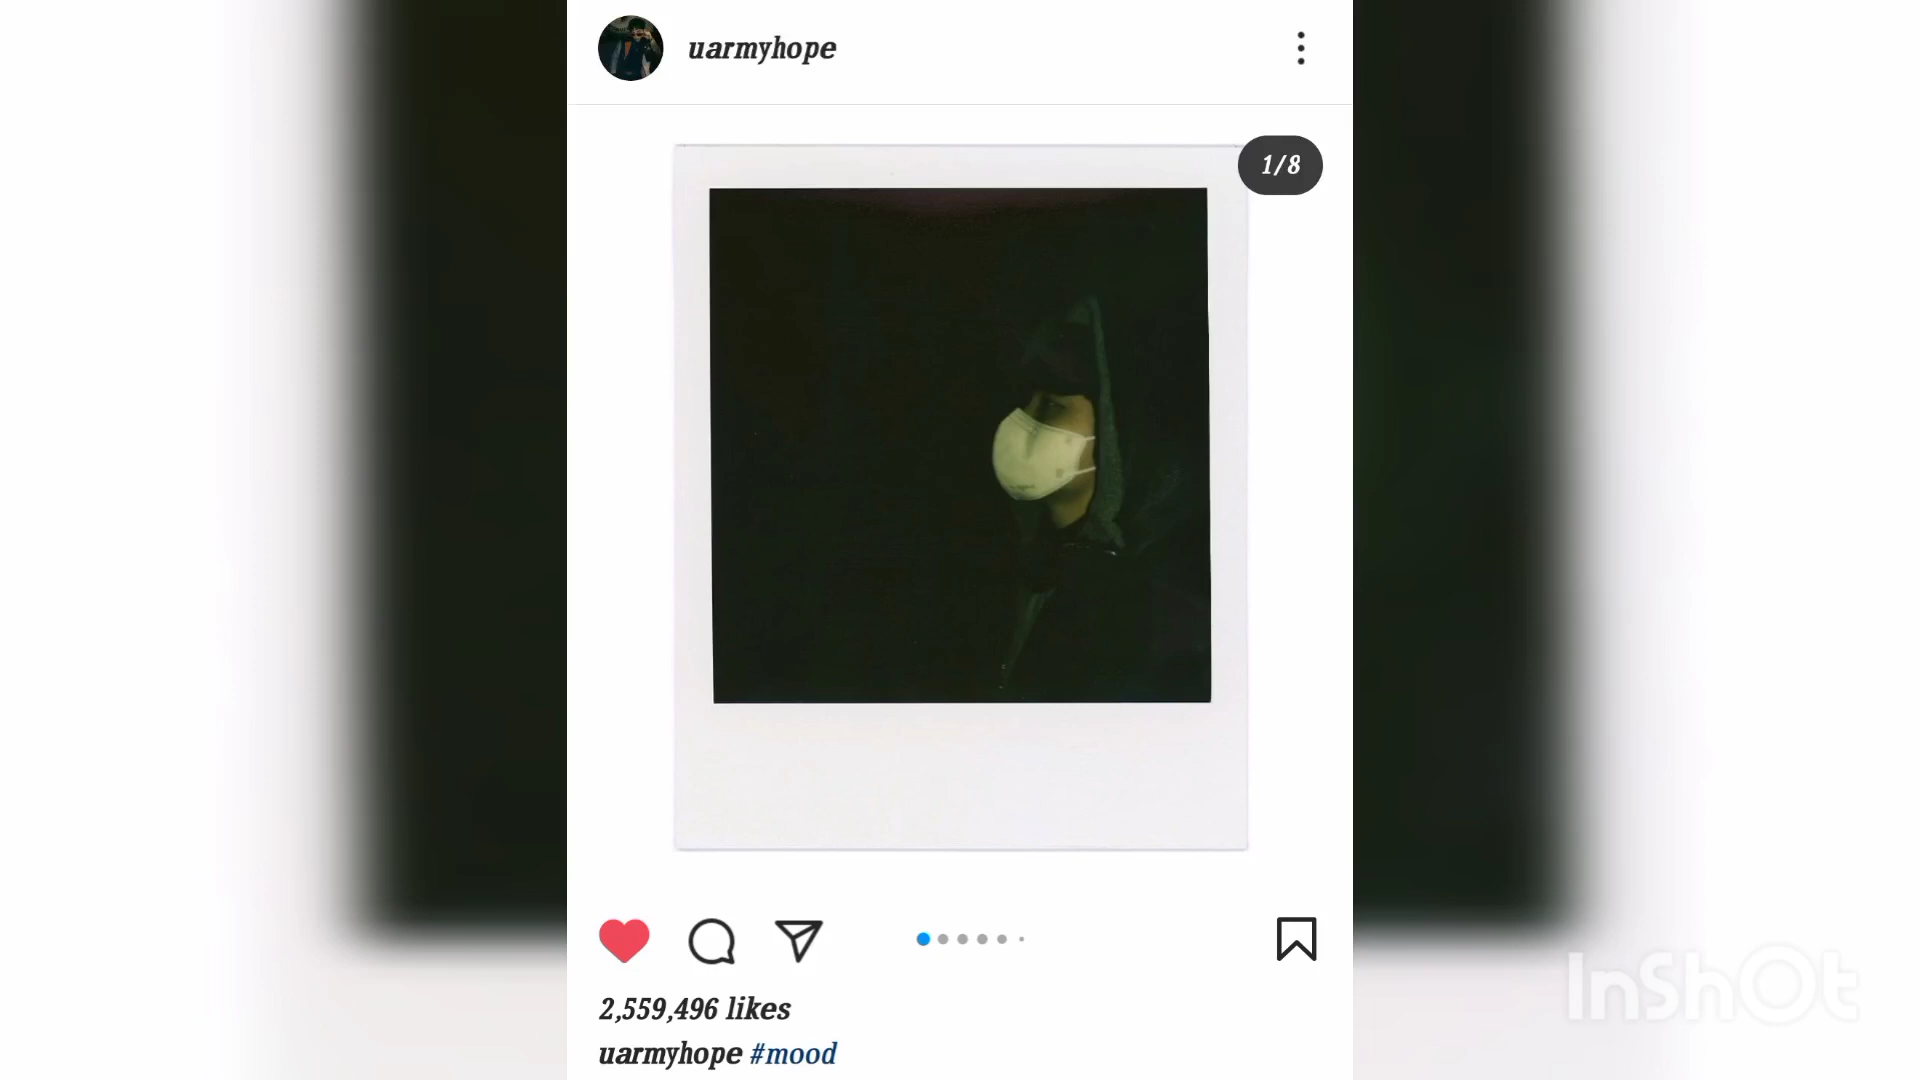 uarmyhope
1/8
2,559,496 likes
uarmyhope #mood
InShOt